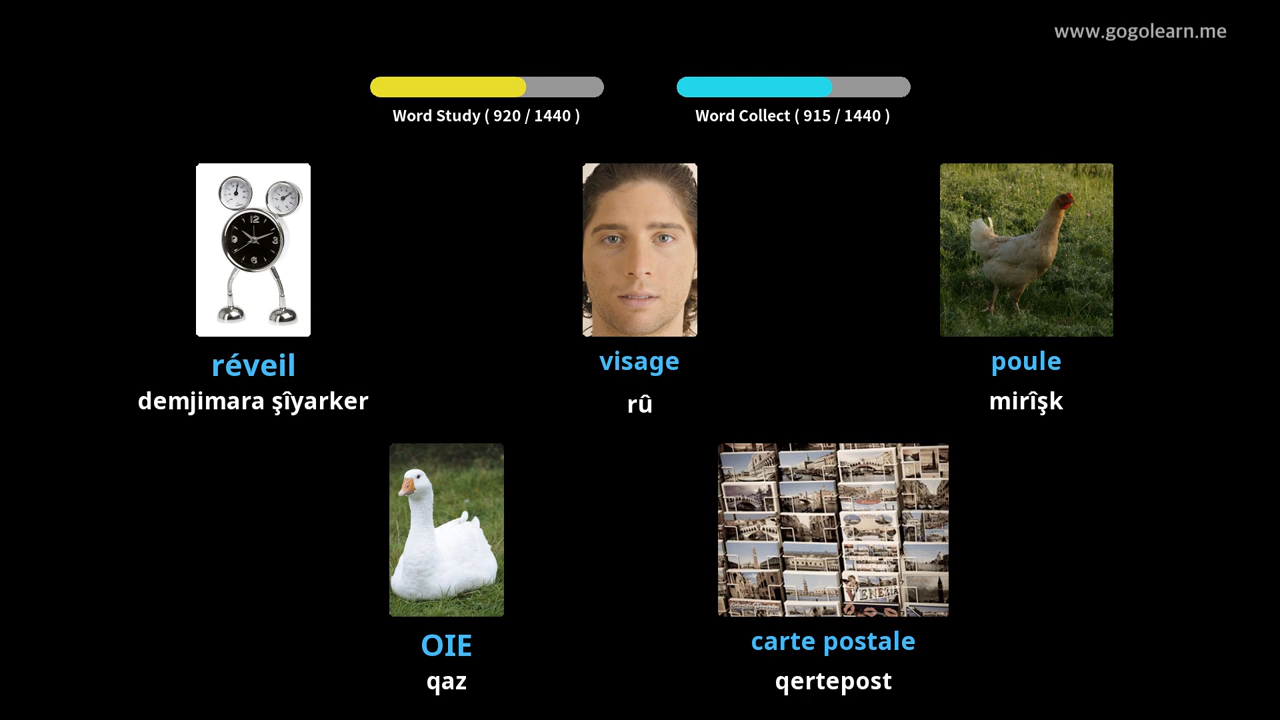 www.gogolearn.me
Word Study ( 920 / 1440 )
Word Collect ( 915 / 1440 )
réveil
demjimara şîyarker
visage
rû
poule
mirîşk
OIE
qaz
carte postale
qertepost